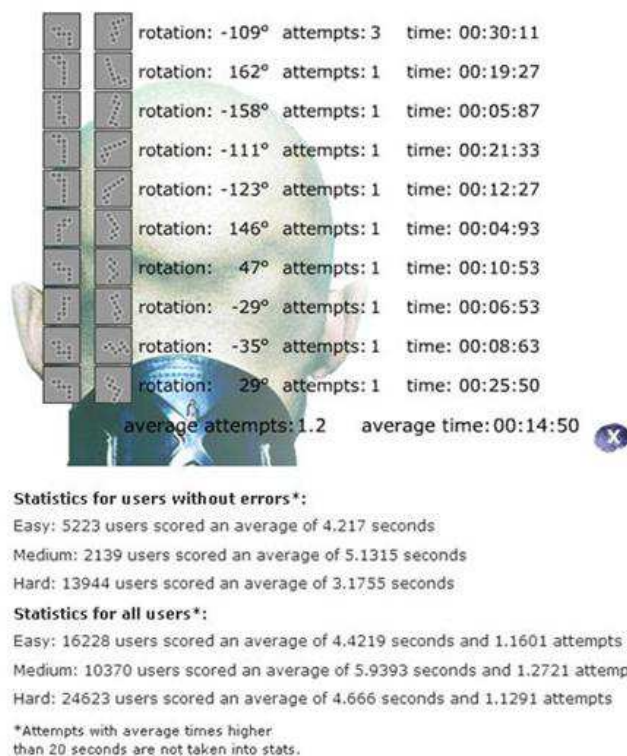 rotation: -109° attempts: 3 time: 00:30:11
rotation: 162° attempts: 1 time: 00:19:27
rotation: -158° attempts: 1 time: 00:05:87
rotation: -111° attempts: 1 time: 00:21:33
rotation: -123° attempts: 1 time: 00:12:27
rotation: 146° attempts: 1 time: 00:04:93
rotation: 47° attempts: 1 time: 00:10:53
rotation: -29° attempts: 1 time: 00:06:53
rotation: -35° attempts: 1 time: 00:08:63
rotation: 29° attempts: 1 time: 00:25:50
average attempts: 1.2 average time: 00:14:50 X
Statistics for users without errors*:
Easy: 5223 users scored an average of 4.217 seconds
Medium: 2139 users scored an average of 5.1315 seconds
Hard: 13944 users scored an average of 3.1755 seconds
Statistics for all users*:
Easy: 16228 users scored an average of 4.4219 seconds and 1.1601 attempts
Medium: 10370 users scored an average of 5.9393 seconds and 1.2721 attemp
Hard: 24623 users scored an average of 4.666 seconds and 1.1291 attempts
*Attempts with average times higher
than 20 seconds are not taken into stats.